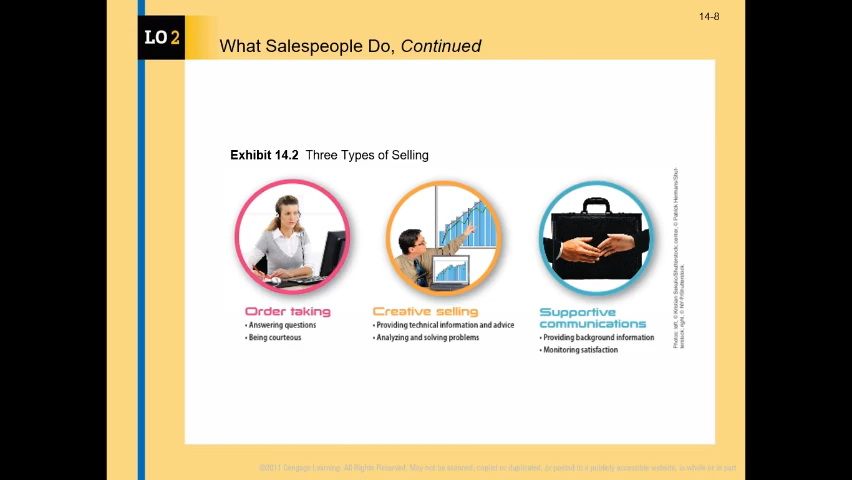 14-8
LO 2
What Salespeople Do, Continued
Exhibit 14.2 Three Types of Selling
Order taking
• Answering questions
• Being courteous
Creative selling
• Providing technical information and advice
• Analyzing and solving problems
Supportive
communications
• Providing background information
• Monitoring satisfaction
©2011 Cengage Learning. All Rights Reserved. May not be scanned, copied or duplicated, or posted to a publicly accessible website, in whole or in part